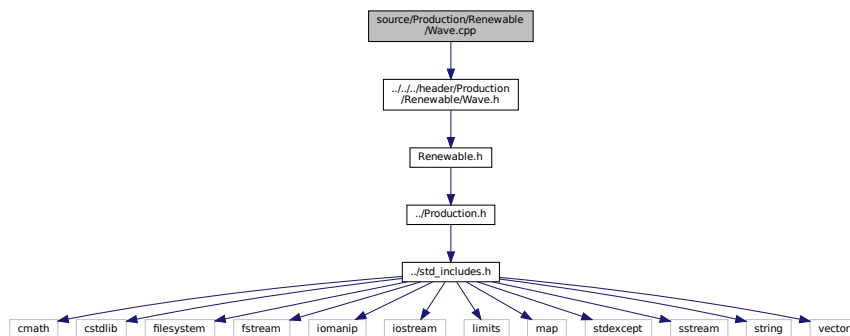 source/Production/Renewable
/Wave.cpp
../../../header/Production
/Renewable/Wave.h
Renewable.h
../Production.h
../std_includes.h
cmath cstdlib filesystem fstream iomanip iostream limits map stdexcept sstream string vector